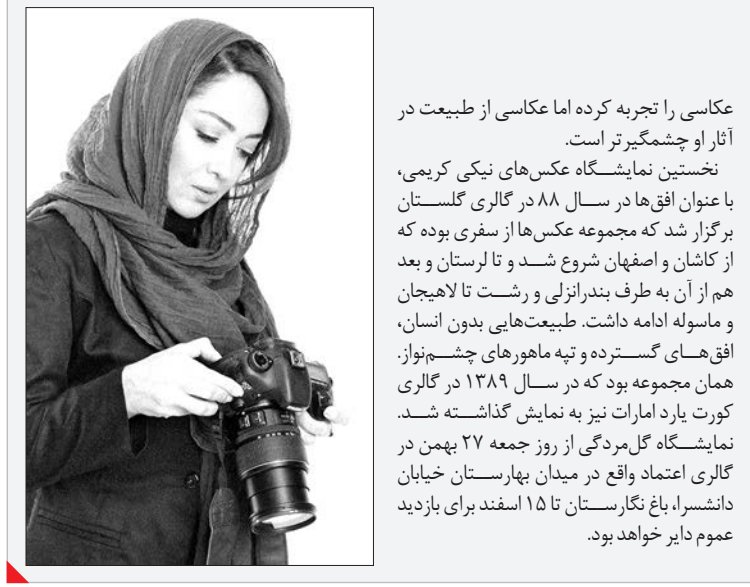 عکاسی را تجربه کرده اما عکاسی از طبیعت در
آثار او چشمگیرتر است.
نخستین نمایشگاه عکس‌های نیکی کریمی،
با عنوان افق‌ها در سال ۸۸ در گالری گلستان
برگزار شد که مجموعه عکس‌ها از سفری بوده که
از کاشان و اصفهان شروع شد و تا لرستان و بعد
هم از آن به طرف بندرانزلی و رشت تا لاهیجان
و ماسوله ادامه داشت. طبیعت‌هایی بدون انسان،
افق‌های گسترده و تپه ماهورهای چشم‌نواز.
همان مجموعه بود که در سال ۱۳۸۹ در گالری
کورت یارد امارات نیز به نمایش گذاشته شد.
نمایشگاه گل‌مردگی از روز جمعه ۲۷ بهمن در
گالری اعتماد واقع در میدان بهارستان خیابان
دانشسرا، باغ نگارستان تا ۱۵ اسفند برای بازدید
عموم دایر خواهد بود.